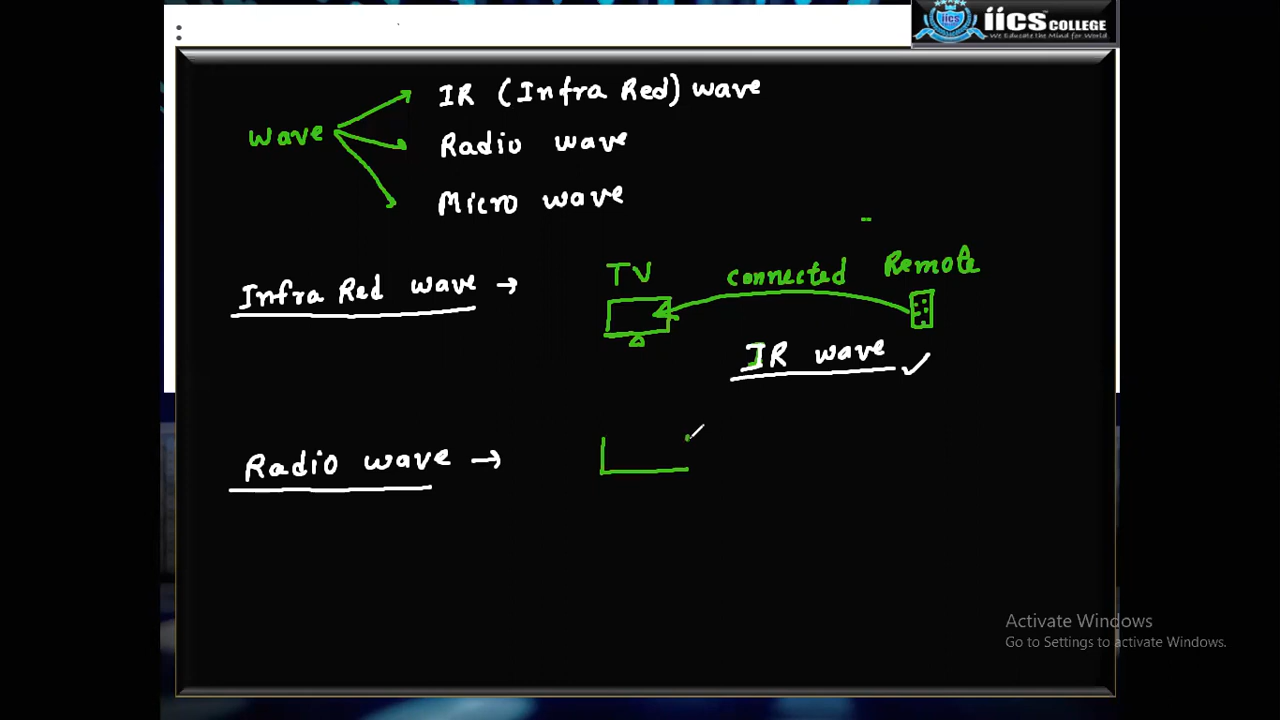 :
iics COLLEGE
We Educate the Mind for World.
wave
IR (Infra Red) wave
Radio wave
Micro wave
Infra Red wave →
TV
connected
Remote
IR wave ✓
Radio wave →
Activate Windows
Go to Settings to activate Windows.